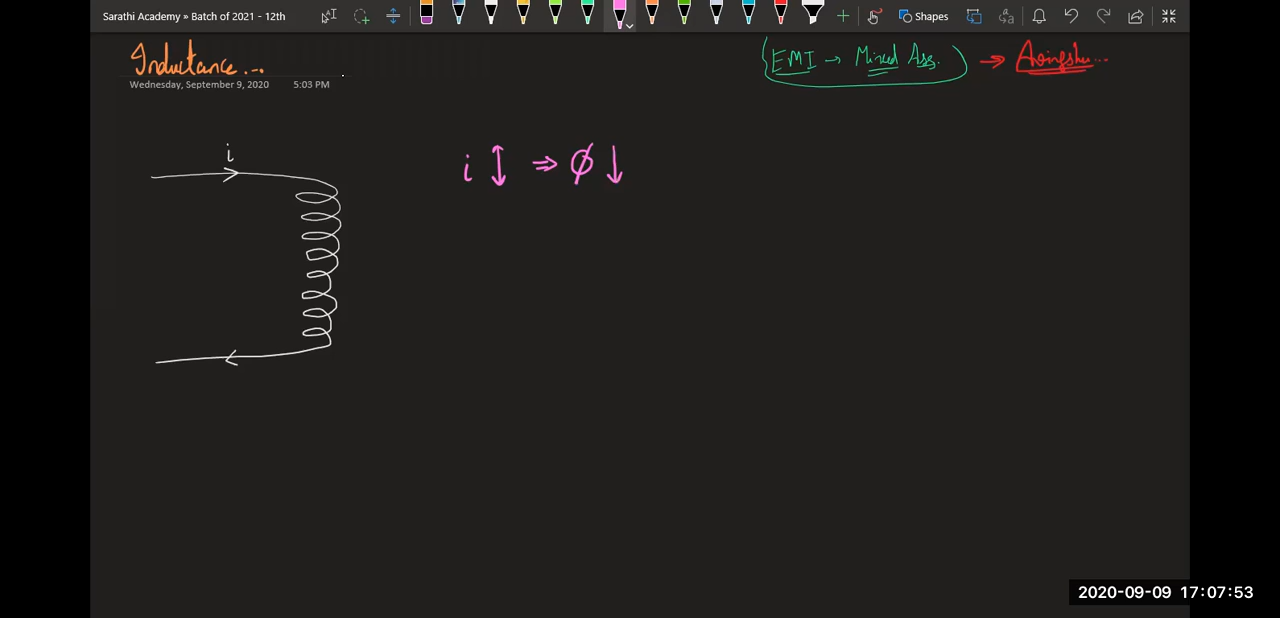 Sarathi Academy » Batch of 2021 - 12th
Shapes
Inductance...
{EMI → Mixed Ass.) →
Wednesday, September 9, 2020 5:03 PM
i
i ↕ ⇒ ϕ ↓
2020-09-09 17:07:53